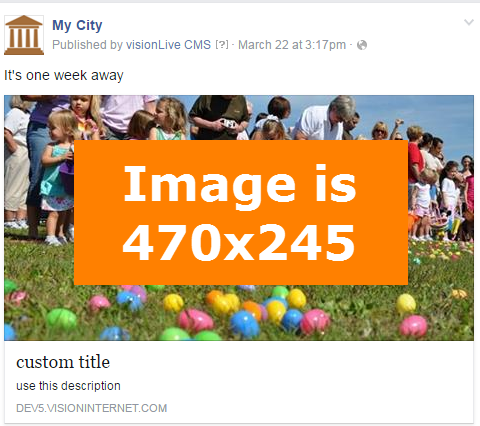 My City
Published by visionLive CMS [?] · March 22 at 3:17pm ·
It's one week away
Image is
470x245
custom title
use this description
DEV5.VISIONINTERNET.COM